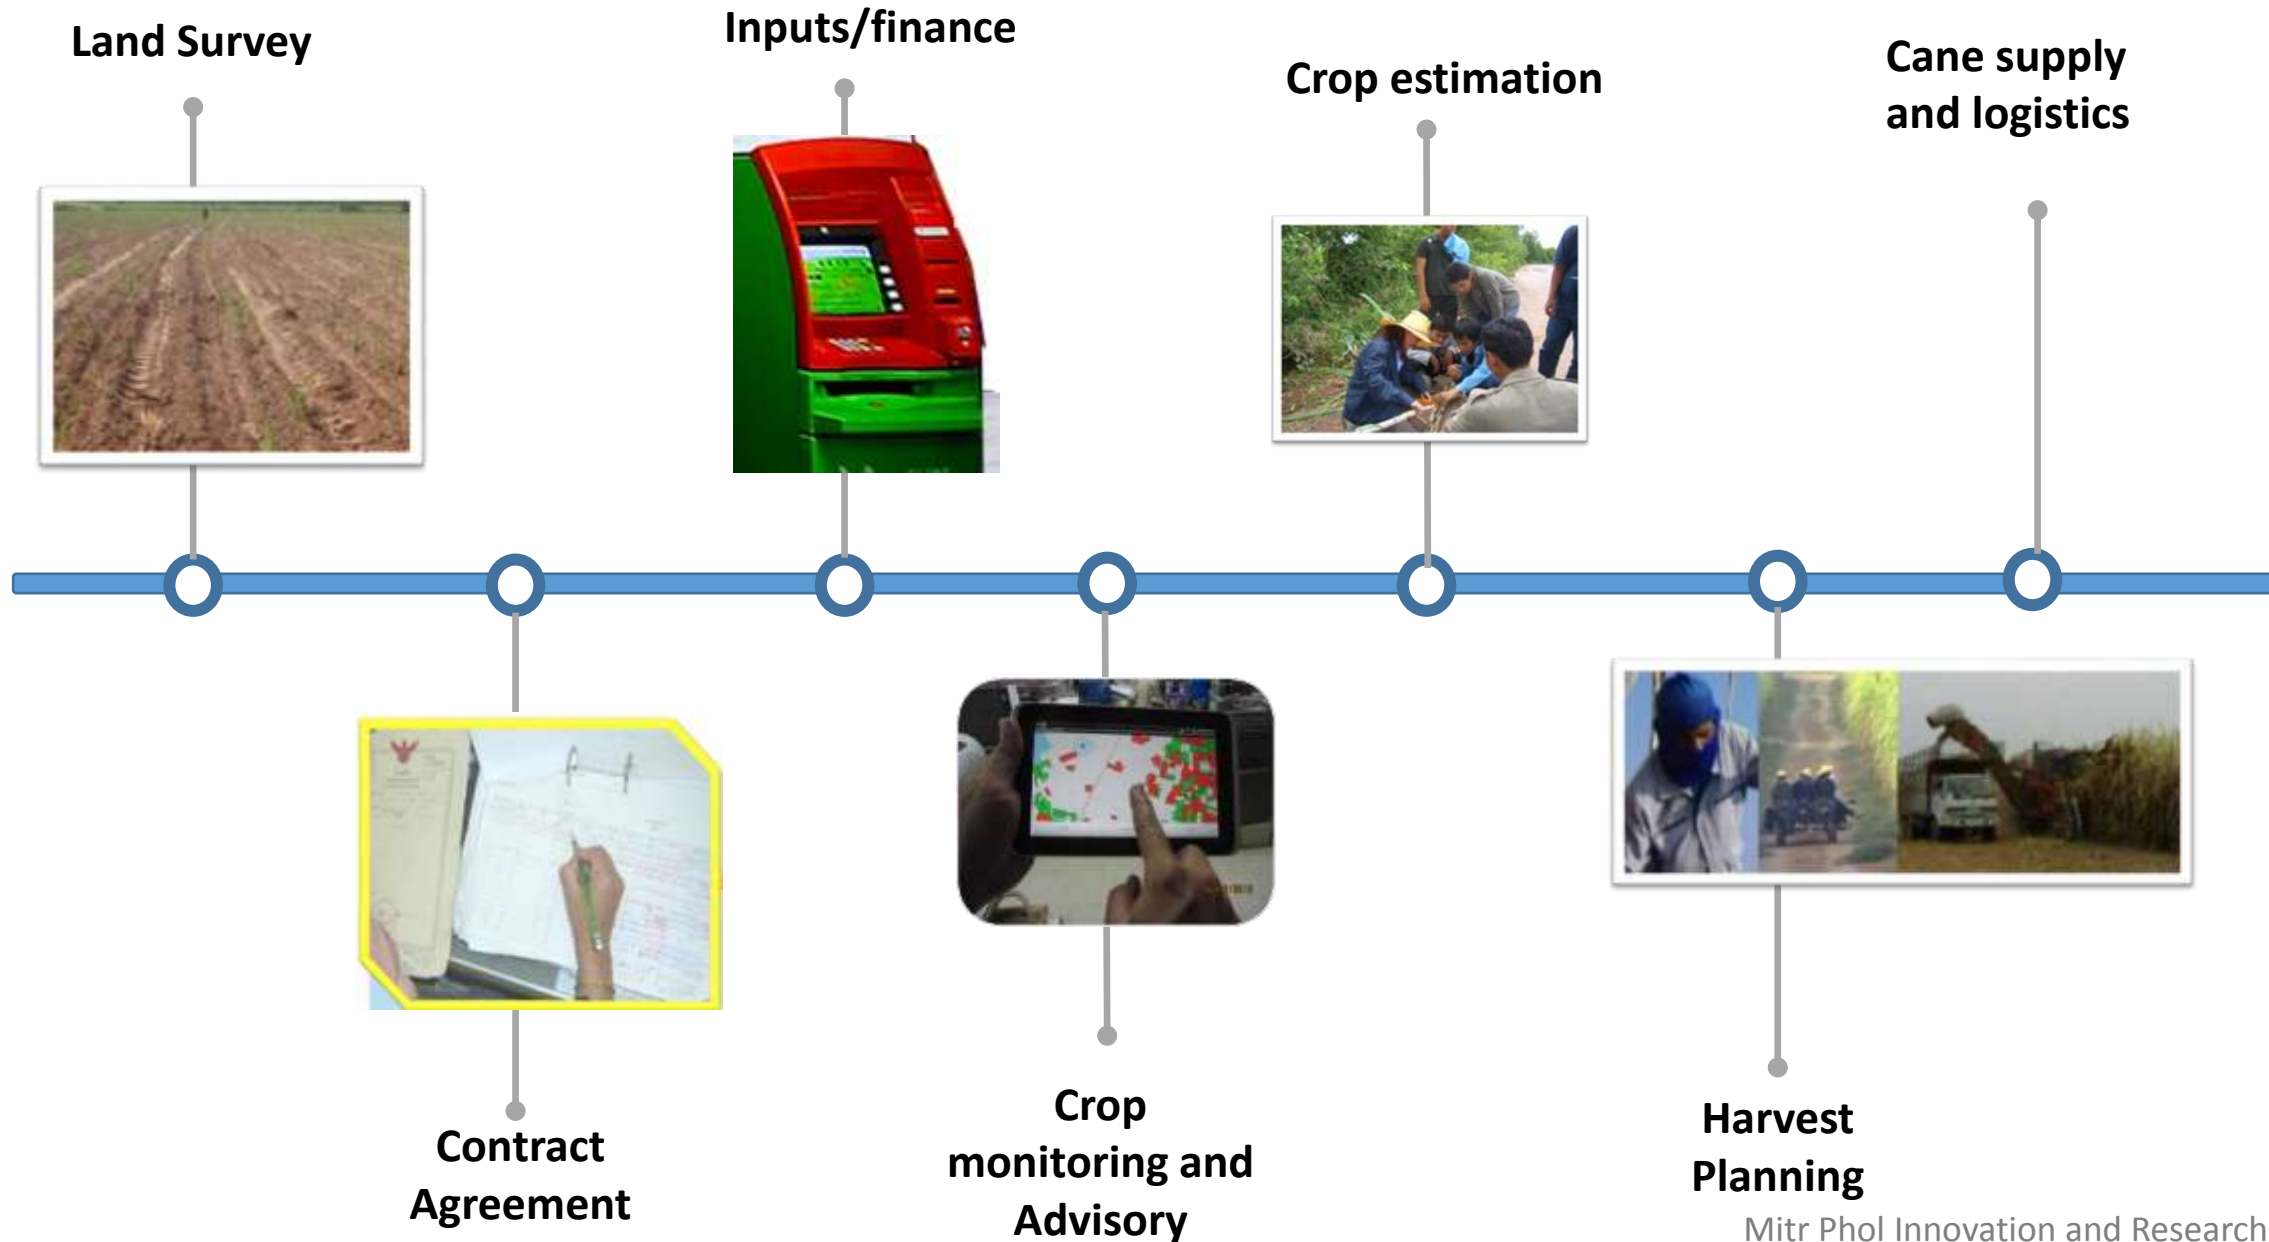 Land Survey
Inputs/finance
Crop estimation
Cane supply
and logistics
Contract
Agreement
Crop
monitoring and
Advisory
Harvest
Planning
Mitr Phol Innovation and Research